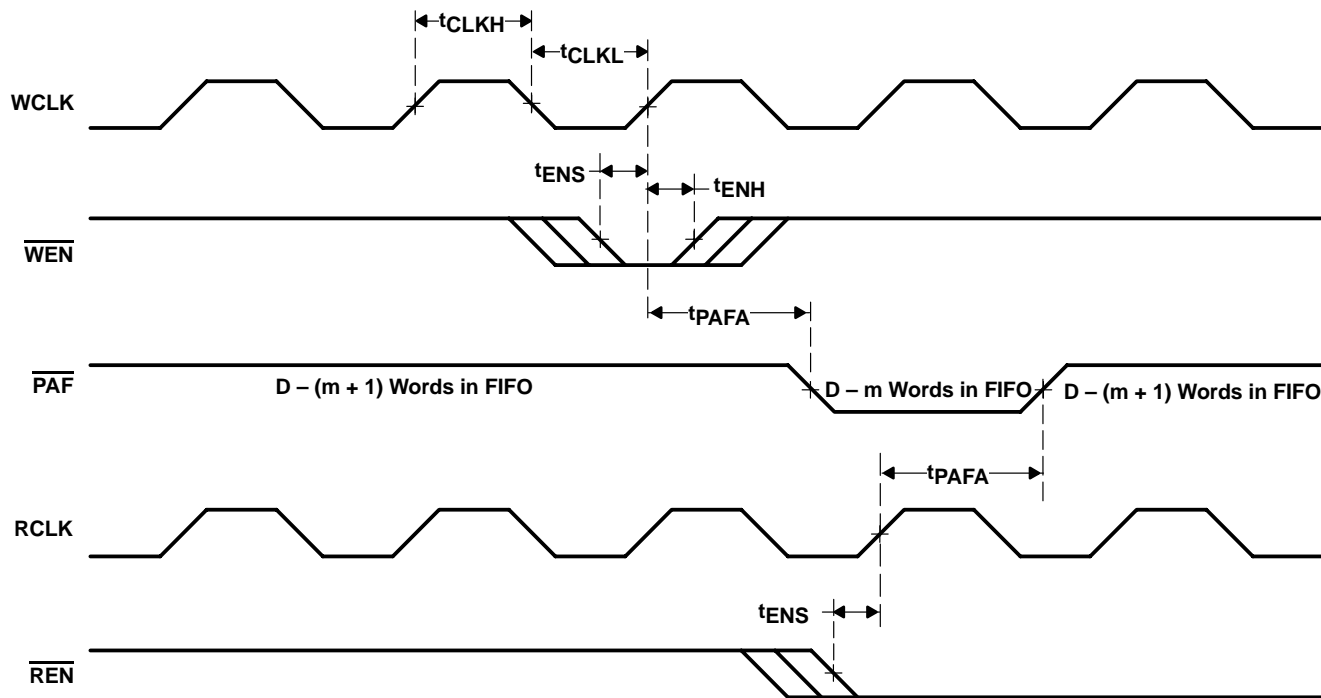 tCLKH
tCLKL
WCLK
tENS
tENH
WEN
tPAFA
PAF
D – (m + 1) Words in FIFO
D – m Words in FIFO
D – (m + 1) Words in FIFO
tPAFA
RCLK
tENS
REN